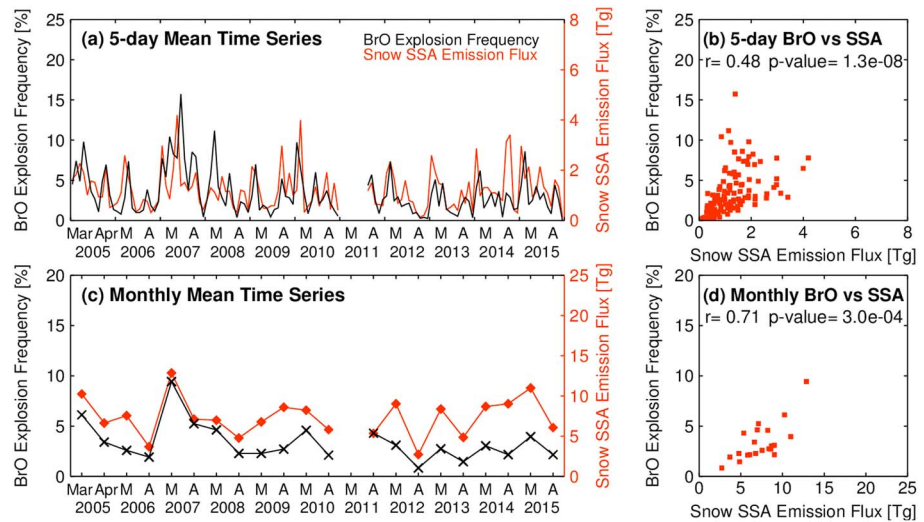 (a) 5-day Mean Time Series
BrO Explosion Frequency
Snow SSA Emission Flux
BrO Explosion Frequency [%]
25
20
15
10
5
0
Snow SSA Emission Flux [Tg]
8
6
4
2
0
Mar Apr M A M A M A M A M A M A M A M A M A M A
2005 2006 2007 2008 2009 2010 2011 2012 2013 2014 2015
(b) 5-day BrO vs SSA
r= 0.48 p-value= 1.3e-08
BrO Explosion Frequency [%]
25
20
15
10
5
0
0 2 4 6 8
Snow SSA Emission Flux [Tg]
(c) Monthly Mean Time Series
BrO Explosion Frequency [%]
20
15
10
5
0
Snow SSA Emission Flux [Tg]
25
20
15
10
5
0
Mar Apr M A M A M A M A M A M A M A M A M A M A
2005 2006 2007 2008 2009 2010 2011 2012 2013 2014 2015
(d) Monthly BrO vs SSA
r= 0.71 p-value= 3.0e-04
BrO Explosion Frequency [%]
20
15
10
5
0
0 5 10 15 20 25
Snow SSA Emission Flux [Tg]